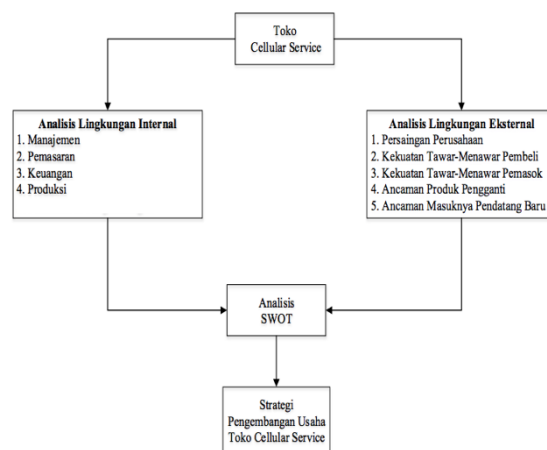 Toko
Cellular Service
Analisis Lingkungan Internal
1. Manajemen
2. Pemasaran
3. Keuangan
4. Produksi
Analisis Lingkungan Eksternal
1. Persaingan Perusahaan
2. Kekuatan Tawar-Menawar Pembeli
3. Kekuatan Tawar-Menawar Pemasok
4. Ancaman Produk Pengganti
5. Ancaman Masuknya Pendatang Baru
Analisis
SWOT
Strategi
Pengembangan Usaha
Toko Cellular Service